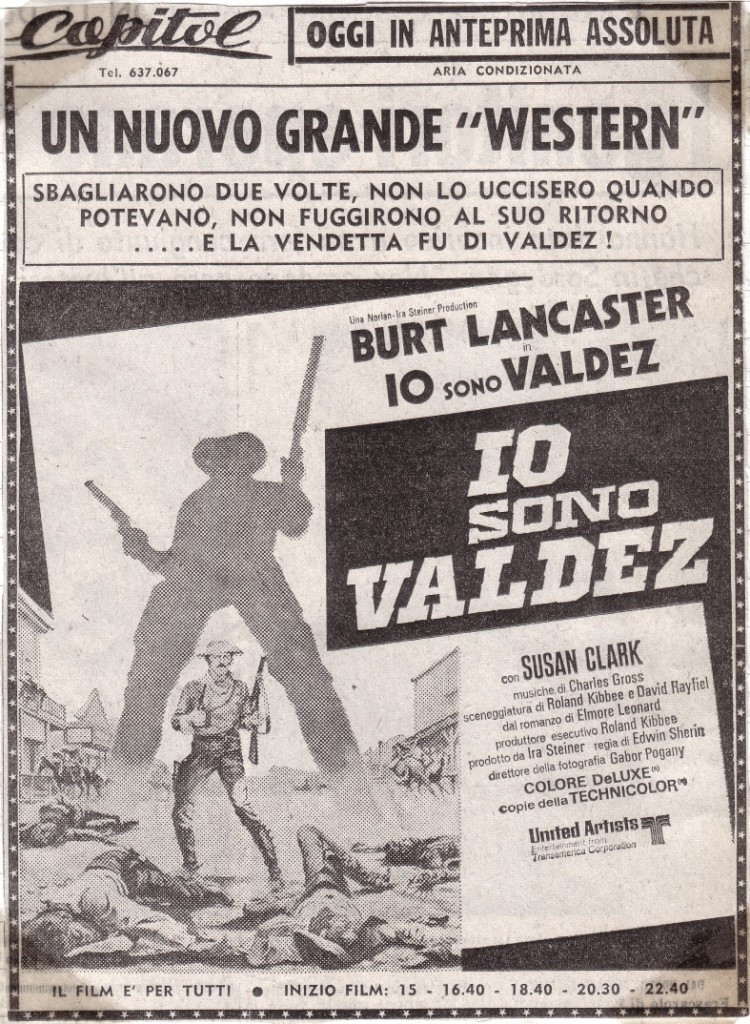 Capitol
OGGI IN ANTEPRIMA ASSOLUTA
Tel. 637.067
ARIA CONDIZIONATA
UN NUOVO GRANDE "WESTERN"
SBAGLIARONO DUE VOLTE, NON LO UCCISERO QUANDO
POTEVANO, NON FUGGIRONO AL SUO RITORNO
.... E LA VENDETTA FU DI VALDEZ !
Una Norlan-Ira Steiner Production
BURT LANCASTER
in
IO SONO VALDEZ
IO
SONO
VALDEZ
con SUSAN CLARK
musiche di Charles Gross
sceneggiatura di Roland Kibbee e David Rayfiel
dal romanzo di Elmore Leonard
produttore esecutivo Roland Kibbee
prodotto da Ira Steiner regia di Edwin Sherin
direttore della fotografia Gabor Pogany
COLORE DeLUXE
copie della TECHNICOLOR
United Artists
Entertainment from
Transamerica Corporation
IL FILM E' PER TUTTI • INIZIO FILM: 15 - 16.40 - 18.40 - 20.30 - 22.40